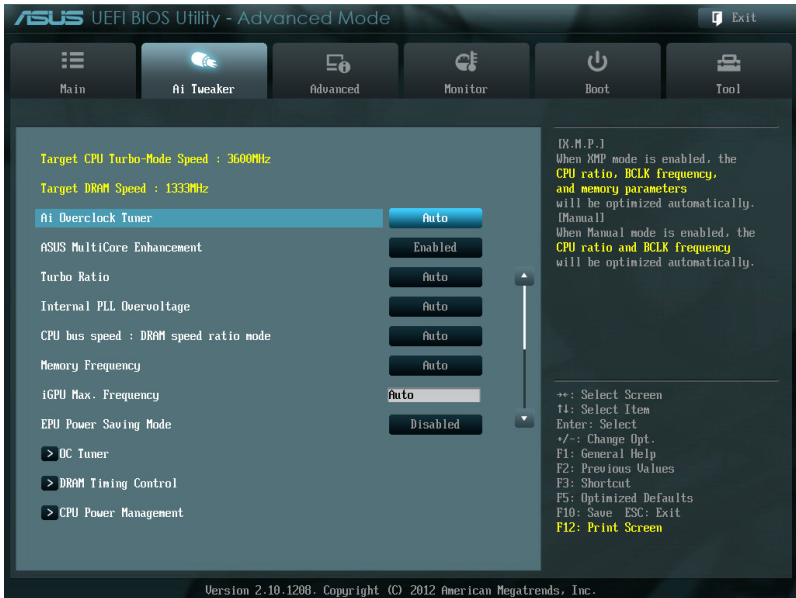 ASUS UEFI BIOS Utility - Advanced Mode
Exit
Main
Ai Tweaker
Advanced
Monitor
Boot
Tool
Target CPU Turbo-Mode Speed : 3600MHz
Target DRAM Speed : 1333MHz
Ai Overclock Tuner Auto
ASUS MultiCore Enhancement Enabled
Turbo Ratio Auto
Internal PLL Overvoltage Auto
CPU bus speed : DRAM speed ratio mode Auto
Memory Frequency Auto
iGPU Max. Frequency Auto
EPU Power Saving Mode Disabled
> OC Tuner
> DRAM Timing Control
> CPU Power Management
[X.M.P.]
When XMP mode is enabled, the
CPU ratio, BCLK frequency,
and memory parameters
will be optimized automatically.
[Manual]
When Manual mode is enabled, the
CPU ratio and BCLK frequency
will be optimized automatically.
→←: Select Screen
↑↓: Select Item
Enter: Select
+/-: Change Opt.
F1: General Help
F2: Previous Values
F3: Shortcut
F5: Optimized Defaults
F10: Save ESC: Exit
F12: Print Screen
Version 2.10.1208. Copyright (C) 2012 American Megatrends, Inc.